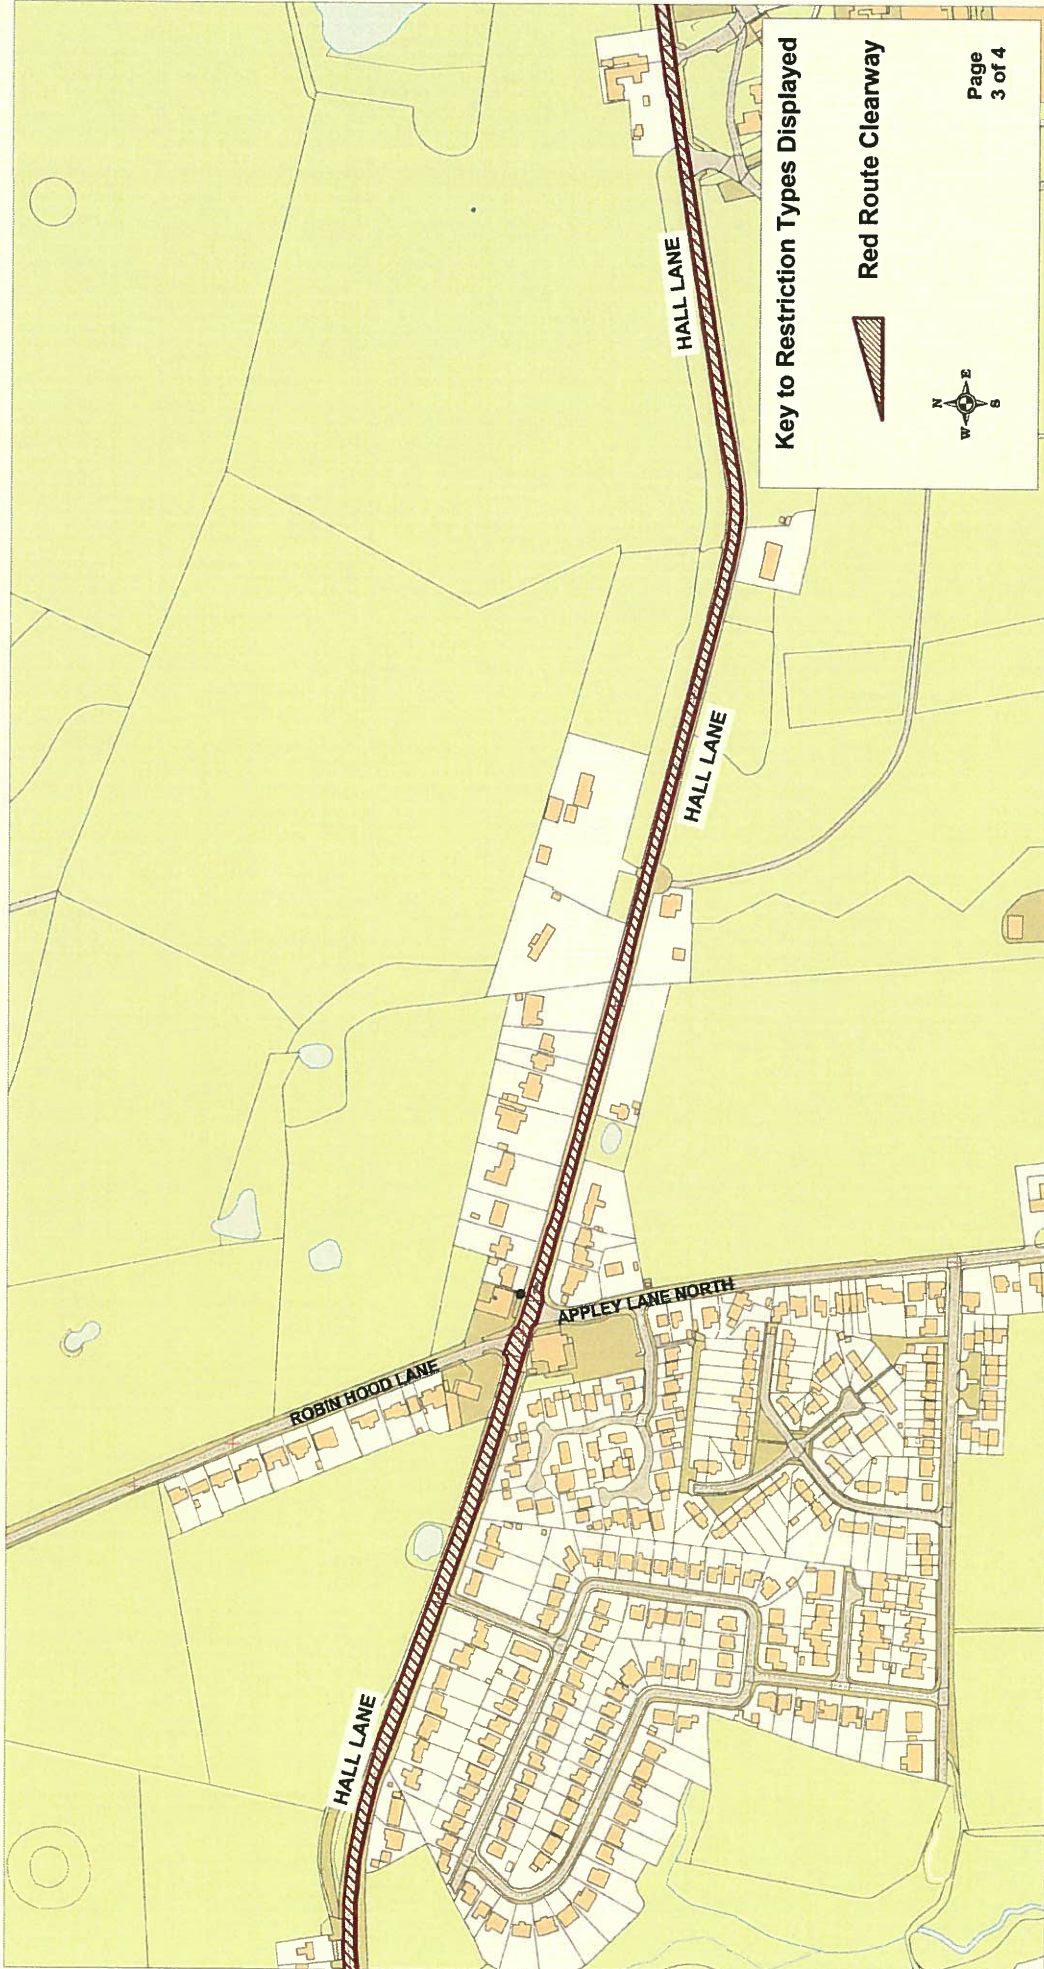 HALL LANE
ROBIN HOOD LANE
APPLEY LANE NORTH
HALL LANE
HALL LANE
Key to Restriction Types Displayed
Red Route Clearway
N
W E
S
Page
3 of 4